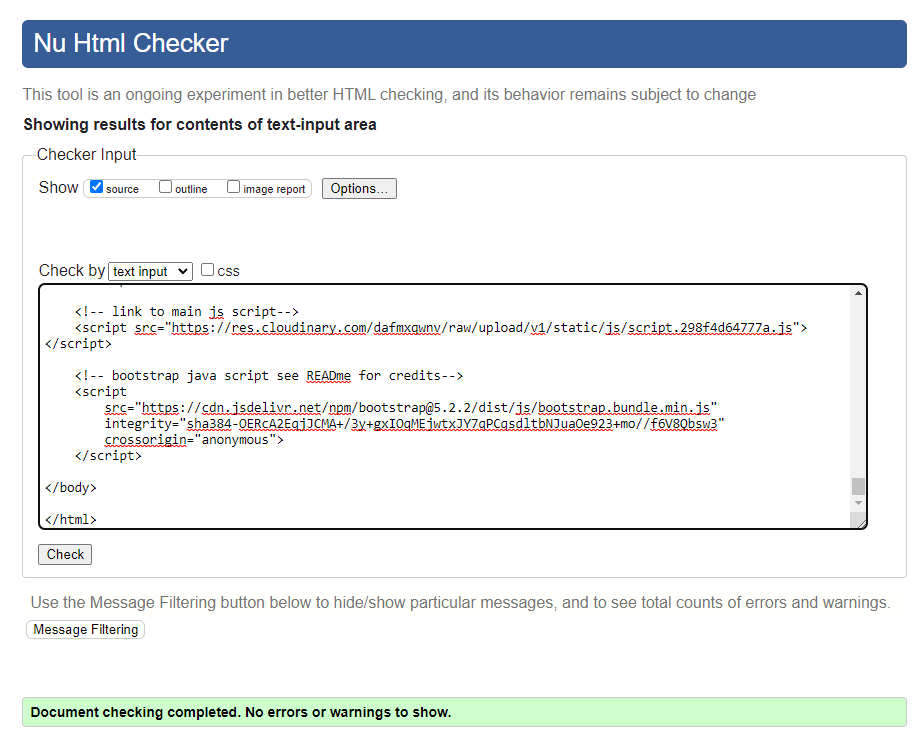 Nu Html Checker
This tool is an ongoing experiment in better HTML checking, and its behavior remains subject to change
Showing results for contents of text-input area
Checker Input
Show source outline image report Options...
Check by text input css
<!-- link to main js script-->
<script src="https://res.cloudinary.com/dafmxqwnv/raw/upload/v1/static/js/script.298f4d64777a.js">
</script>
<!-- bootstrap java script see READme for credits-->
<script
src="https://cdn.jsdelivr.net/npm/bootstrap@5.2.2/dist/js/bootstrap.bundle.min.js"
integrity="sha384-OERcA2EqjJCMA+/3y+gxIOqMEjwtxJY7qPCqsdltbNJuaOe923+mo//f6V8Qbsw3"
crossorigin="anonymous">
</script>
</body>
</html>
Check
Use the Message Filtering button below to hide/show particular messages, and to see total counts of errors and warnings.
Message Filtering
Document checking completed. No errors or warnings to show.